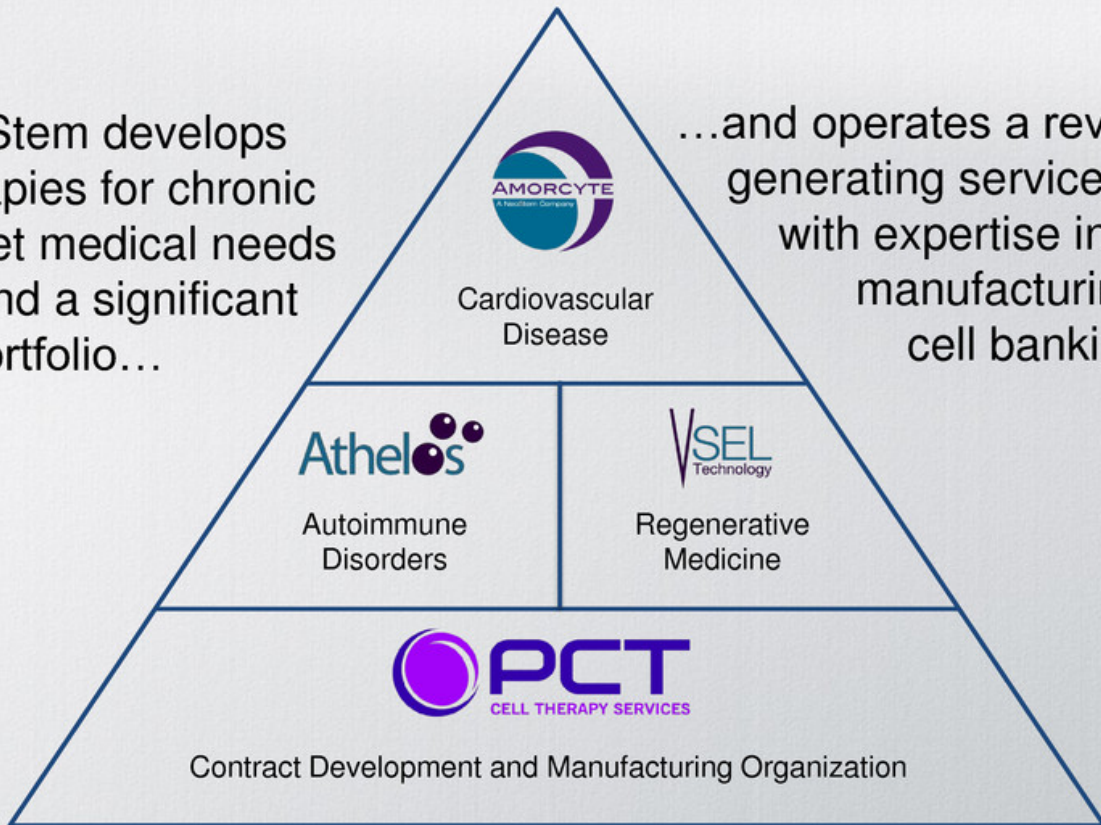 Stem develops
pies for chronic
et medical needs
nd a significant
rtfolio…
AMORCYTE
A NeoStem Company
Cardiovascular
Disease
…and operates a rev
generating service
with expertise in
manufacturi
cell banki
Athelos
Autoimmune
Disorders
VSEL
Technology
Regenerative
Medicine
PCT
CELL THERAPY SERVICES
Contract Development and Manufacturing Organization